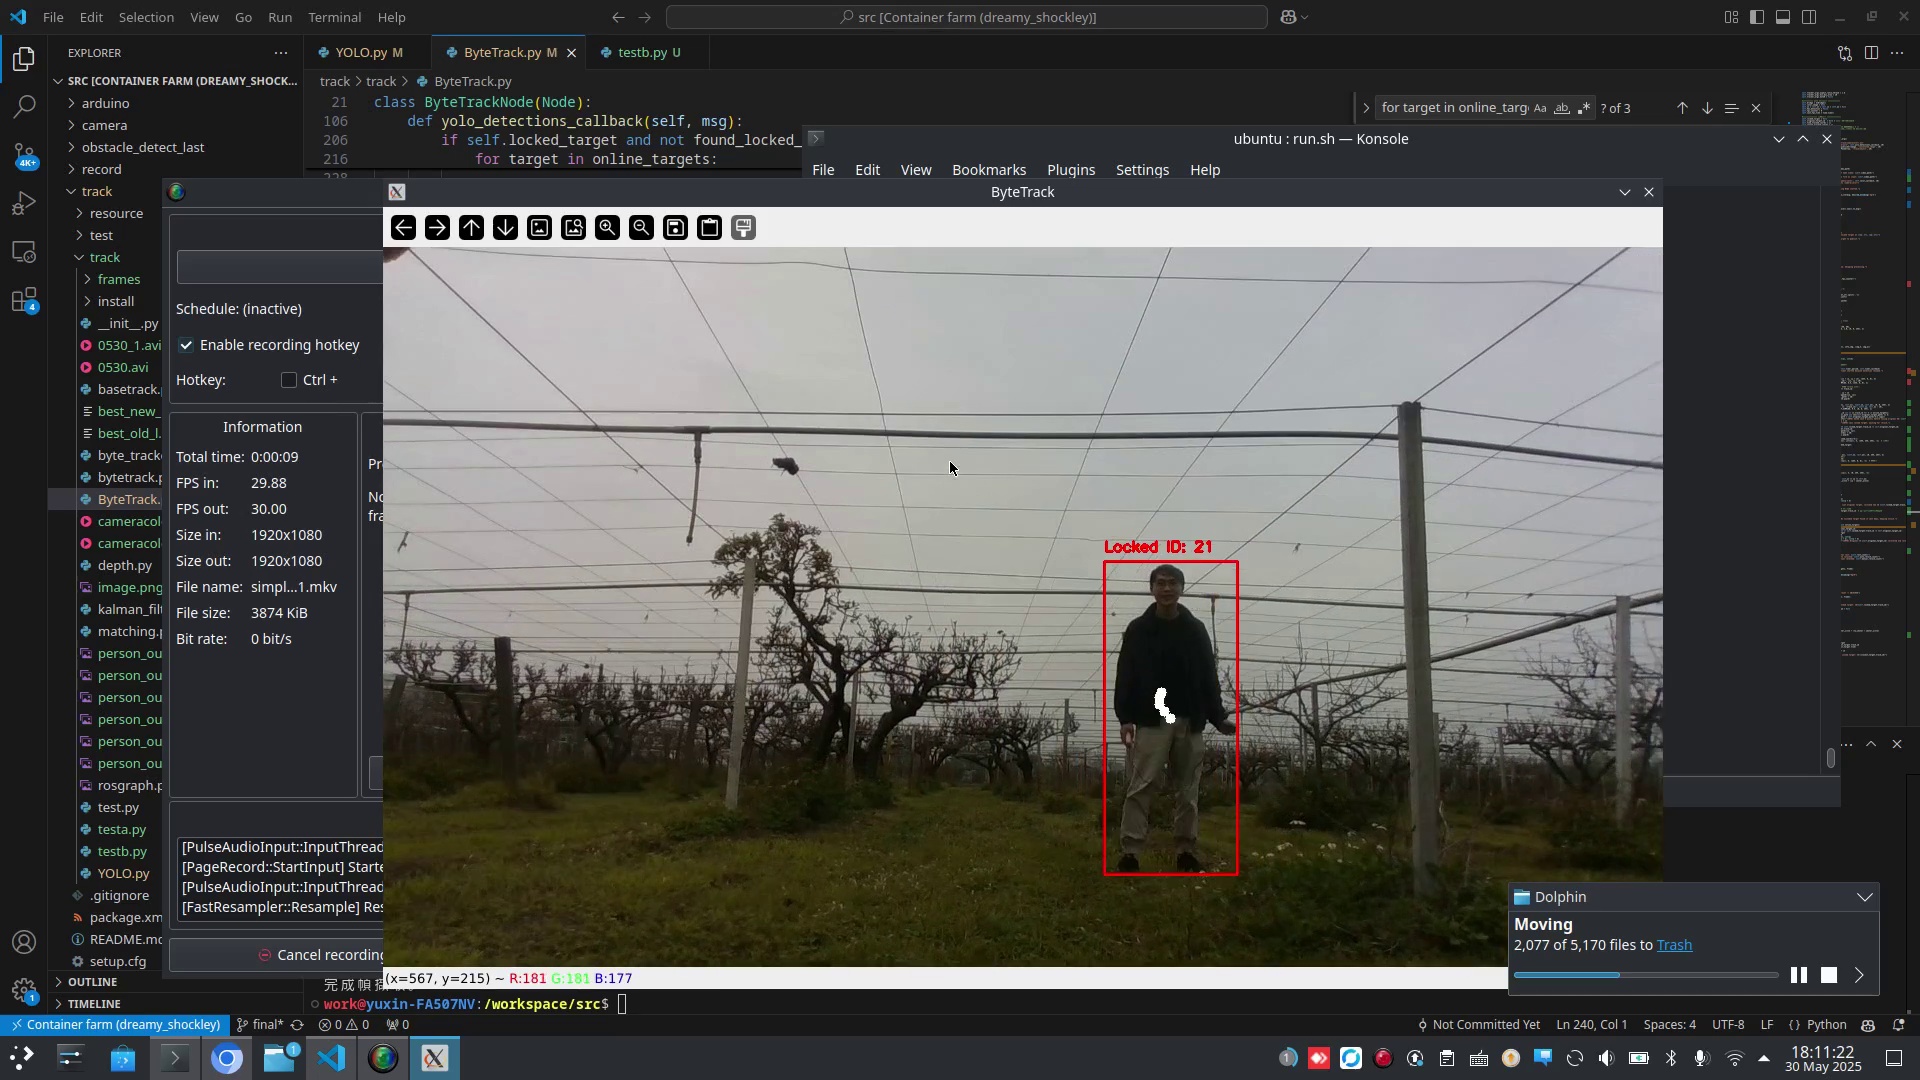 File Edit Selection View Go Run Terminal Help
src [Container farm (dreamy_shockley)]
EXPLORER
YOLO.py M
ByteTrack.py M
testb.py U
SRC [CONTAINER FARM (DREAMY_SHOCK...
track > track > ByteTrack.py
arduino
camera
obstacle_detect_last
record
track
resource
test
track
frames
install
__init__.py
0530_1.avi
0530.avi
basetrack.
best_new_
best_old_l.
byte_track
bytetrack.p
ByteTrack.
cameracol
cameracol
depth.py
image.png
kalman_filt
matching.p
person_ou
person_ou
person_ou
person_ou
person_ou
person_ou
rosgraph.p
test.py
testa.py
testb.py
YOLO.py
.gitignore
package.xm
README.md
setup.cfg
OUTLINE
TIMELINE
4K+
4
1
21 class ByteTrackNode(Node):
106 def yolo_detections_callback(self, msg):
206 if self.locked_target and not found_locked_
216 for target in online_targets:
for target in online_targ
Aa ab
? of 3
ubuntu : run.sh — Konsole
File Edit View Bookmarks Plugins Settings Help
ByteTrack
Schedule: (inactive)
Enable recording hotkey
Hotkey: Ctrl +
Information
Total time: 0:00:09
FPS in: 29.88
FPS out: 30.00
Size in: 1920x1080
Size out: 1920x1080
File name: simpl...1.mkv
File size: 3874 KiB
Bit rate: 0 bit/s
Pr
No
fra
[PulseAudioInput::InputThread
[PageRecord::StartInput] Starte
[PulseAudioInput::InputThread
[FastResampler::Resample] Res
Cancel recording
Locked ID: 21
(x=567, y=215) ~ R:181 G:181 B:177
Dolphin
Moving
2,077 of 5,170 files to Trash
work@yuxin-FA507NV:/workspace/src$
Container farm (dreamy_shockley)
final*
0 0
0
Not Committed Yet
Ln 240, Col 1
Spaces: 4
UTF-8
LF
Python
1
1
18:11:22
30 May 2025